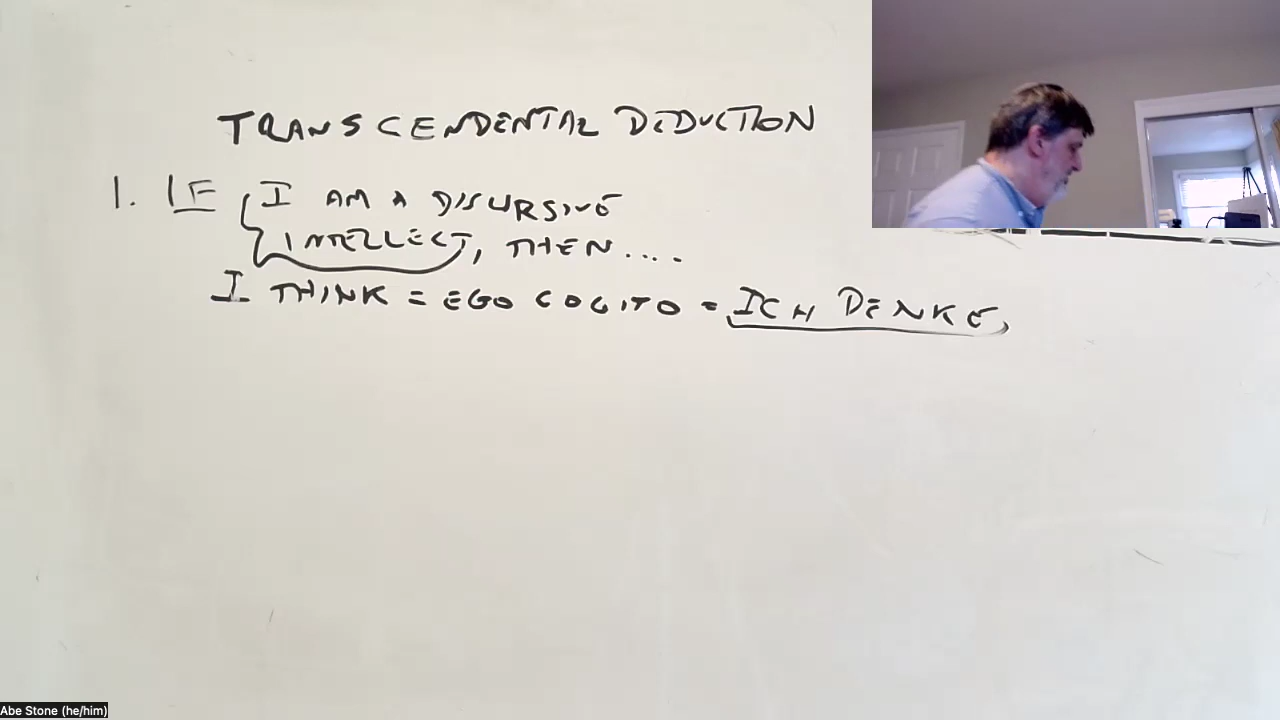 TRANSCENDENTAL DEDUCTION
1. IF I AM A DISURSIVE
INTELLECT, THEN....
I THINK = EGO COGITO = ICH DENKE,
Abe Stone (he/him)